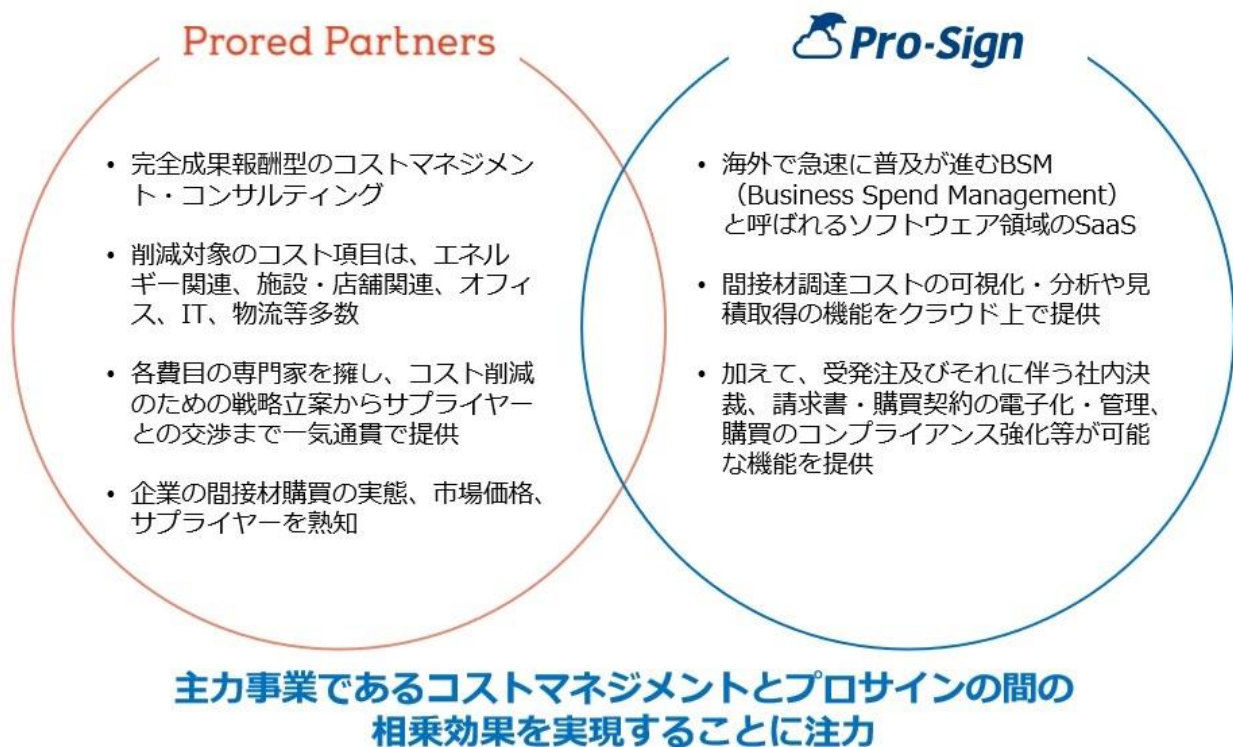 Prored Partners
• 完全成果報酬型のコストマネジメン
ト・コンサルティング
• 削減対象のコスト項目は、エネル
ギー関連、施設・店舗関連、オフィ
ス、IT、物流等多数
• 各費目の専門家を擁し、コスト削減
のための戦略立案からサプライヤー
との交渉まで一気通貫で提供
• 企業の間接材購買の実態、市場価格、
サプライヤーを熟知
Pro-Sign
• 海外で急速に普及が進むBSM
（Business Spend Management）
と呼ばれるソフトウェア領域のSaaS
• 間接材調達コストの可視化・分析や見
積取得の機能をクラウド上で提供
• 加えて、受発注及びそれに伴う社内決
裁、請求書・購買契約の電子化・管理、
購買のコンプライアンス強化等が可能
な機能を提供
主力事業であるコストマネジメントとプロサインの間の
相乗効果を実現することに注力